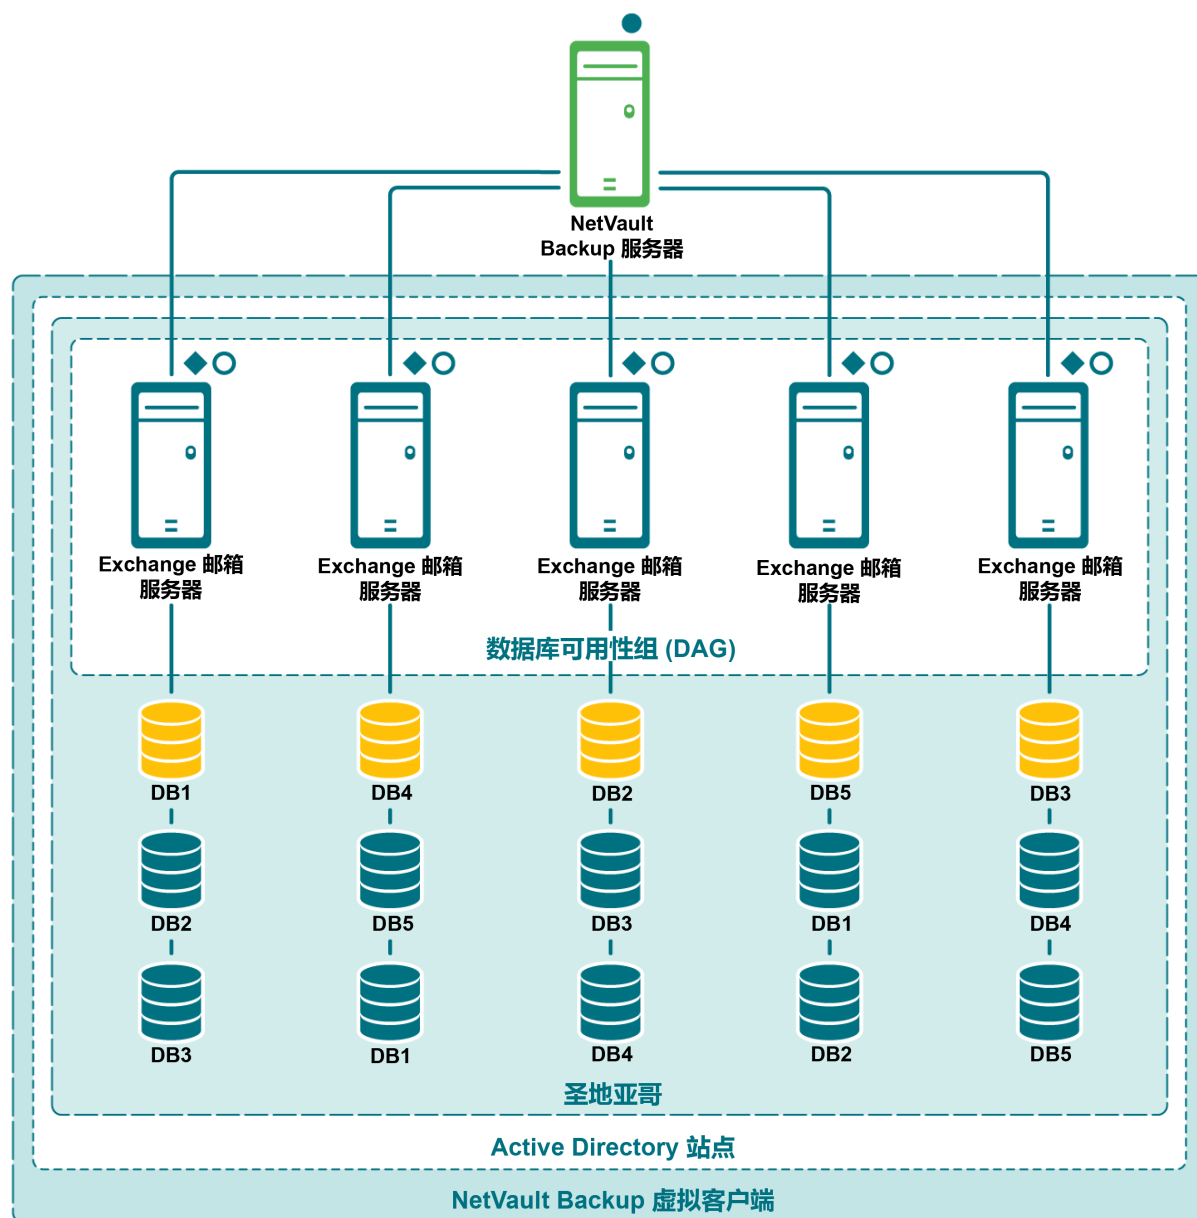 NetVault
Backup 服务器
Exchange 邮箱
服务器
Exchange 邮箱
服务器
Exchange 邮箱
服务器
Exchange 邮箱
服务器
Exchange 邮箱
服务器
数据库可用性组 (DAG)
DB1
DB4
DB2
DB5
DB3
DB2
DB5
DB3
DB1
DB4
DB3
DB1
DB4
DB2
DB5
圣地亚哥
Active Directory 站点
NetVault Backup 虚拟客户端